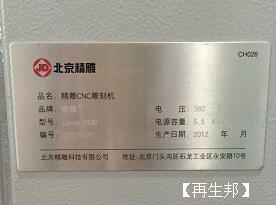 CH026
JD 北京精雕
品名: 精雕CNC雕刻机
品牌: 电 压: 380
型号: Carver 400 电源容量: 5.5 K
编号: 生产日期: 2012 年 月
北京精雕科技有限公司 地址: 北京门头沟区石龙工业区永安路10号
【再生邦】